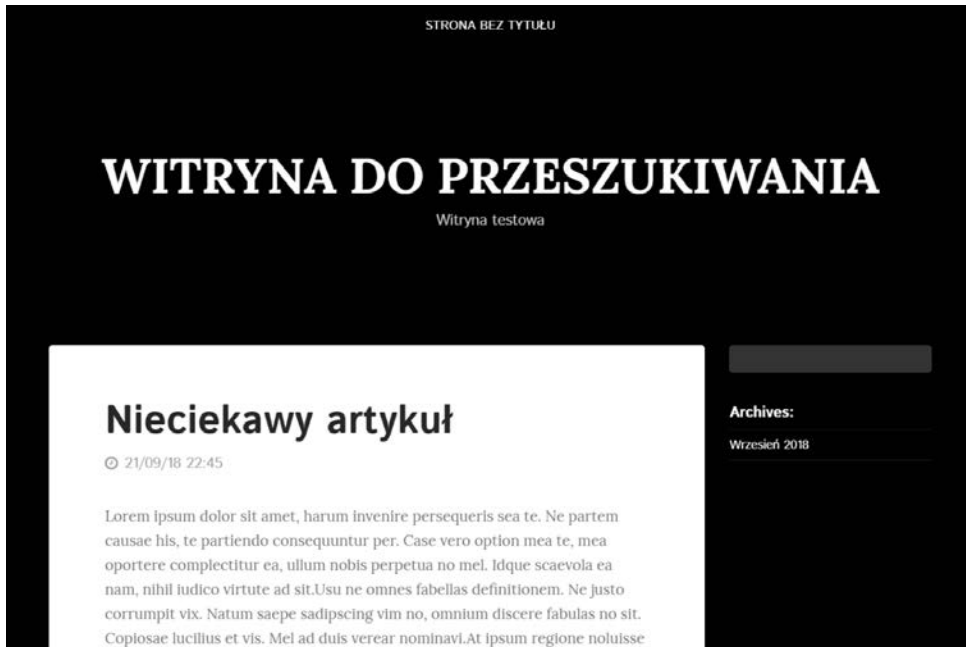 STRONA BEZ TYTUŁU
WITRYNA DO PRZESZUKIWANIA
Witryna testowa
Nieciekawy artykuł
21/09/18 22:45
Lorem ipsum dolor sit amet, harum invenire persequeris sea te. Ne partem
causae his, te partiendo consequuntur per. Case vero option mea te, mea
oportere complectitur ea, ullum nobis perpetua no mel. Idque scaevola ea
nam, nihil iudico virtute ad sit.Usu ne omnes fabellas definitionem. Ne justo
corrumpit vix. Natum saepe sadipscing vim no, omnium discere fabulas no sit.
Copiosae lucilius et vis. Mel ad duis verear nominavi.At ipsum regione noluisse
Archives:
Wrzesień 2018